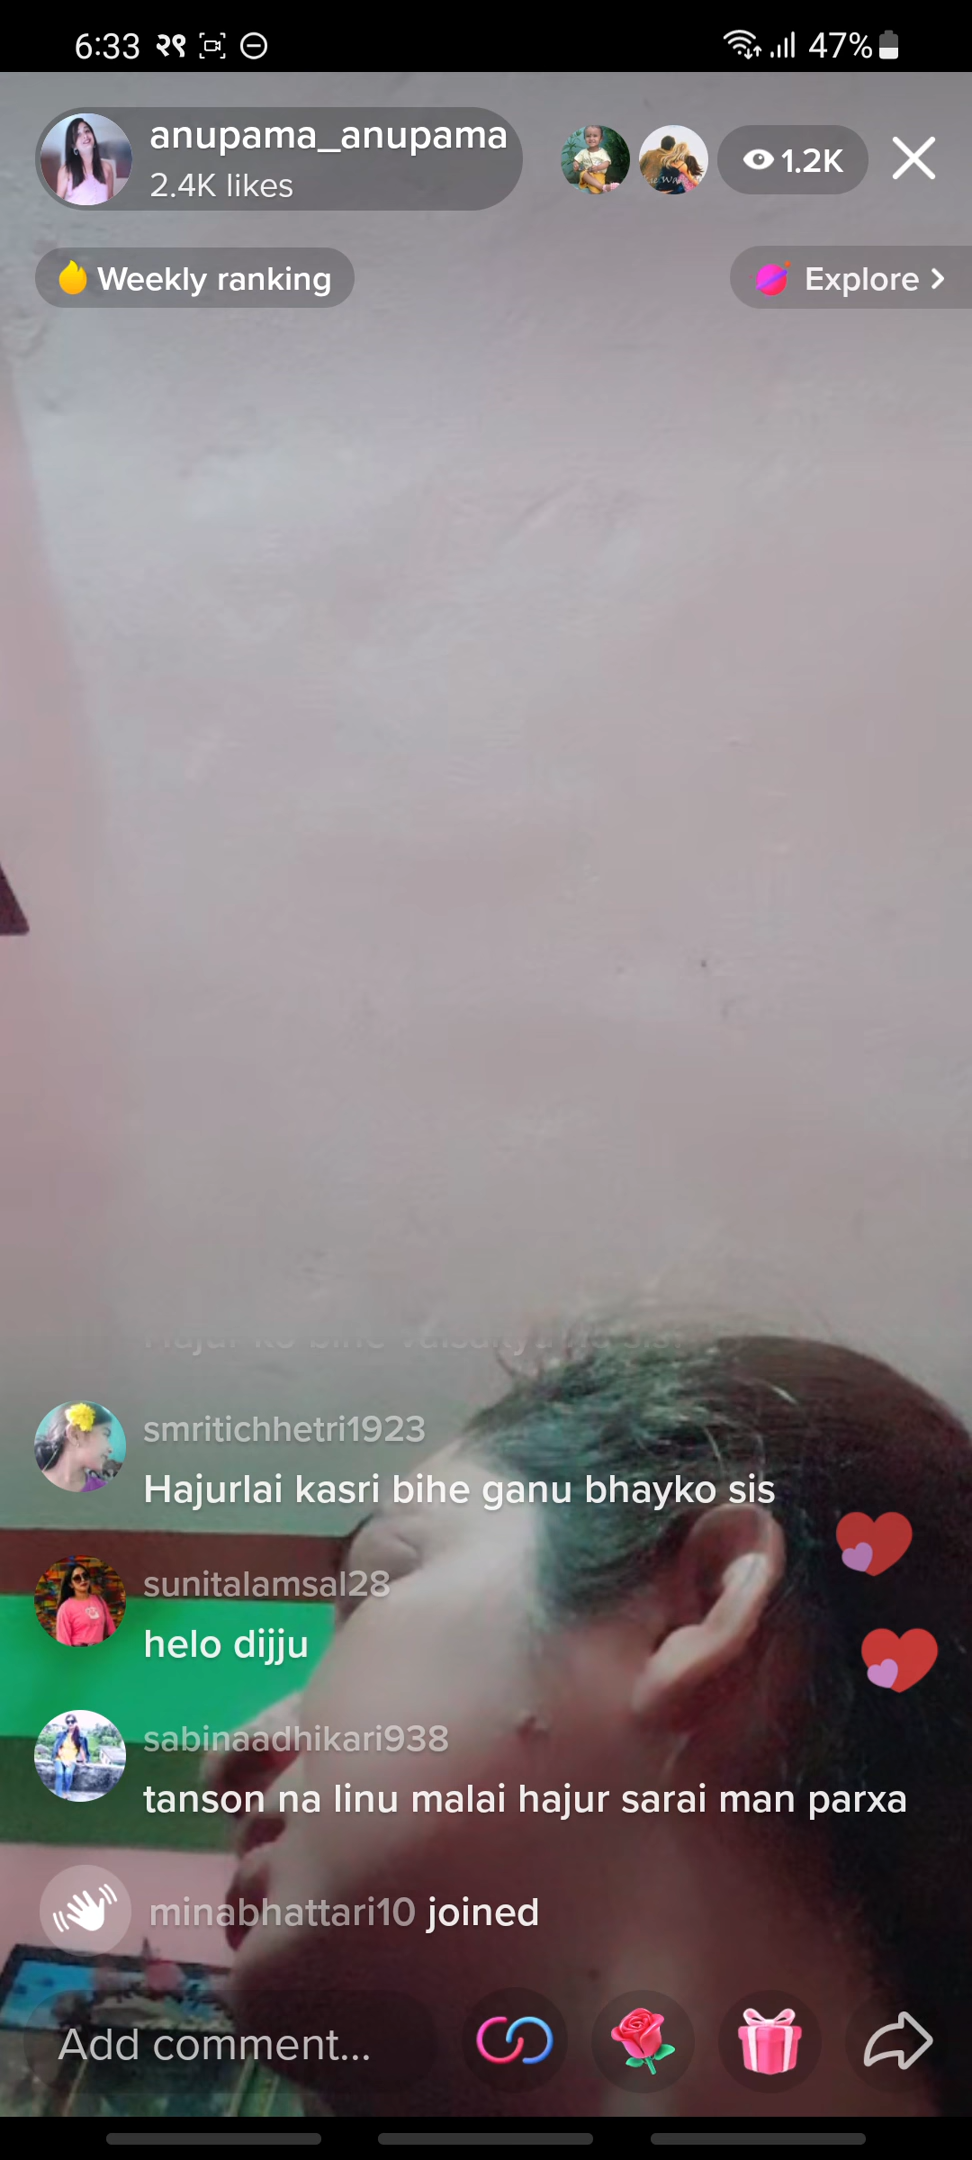 6:33 २९ 47%
anupama_anupama
2.4K likes
1.2K
Weekly ranking
Explore >
smritichhetri1923
Hajurlai kasri bihe ganu bhayko sis
sunitalamsal28
helo dijju
sabinaadhikari938
tanson na linu malai hajur sarai man parxa
minabhattari10 joined
Add comment...